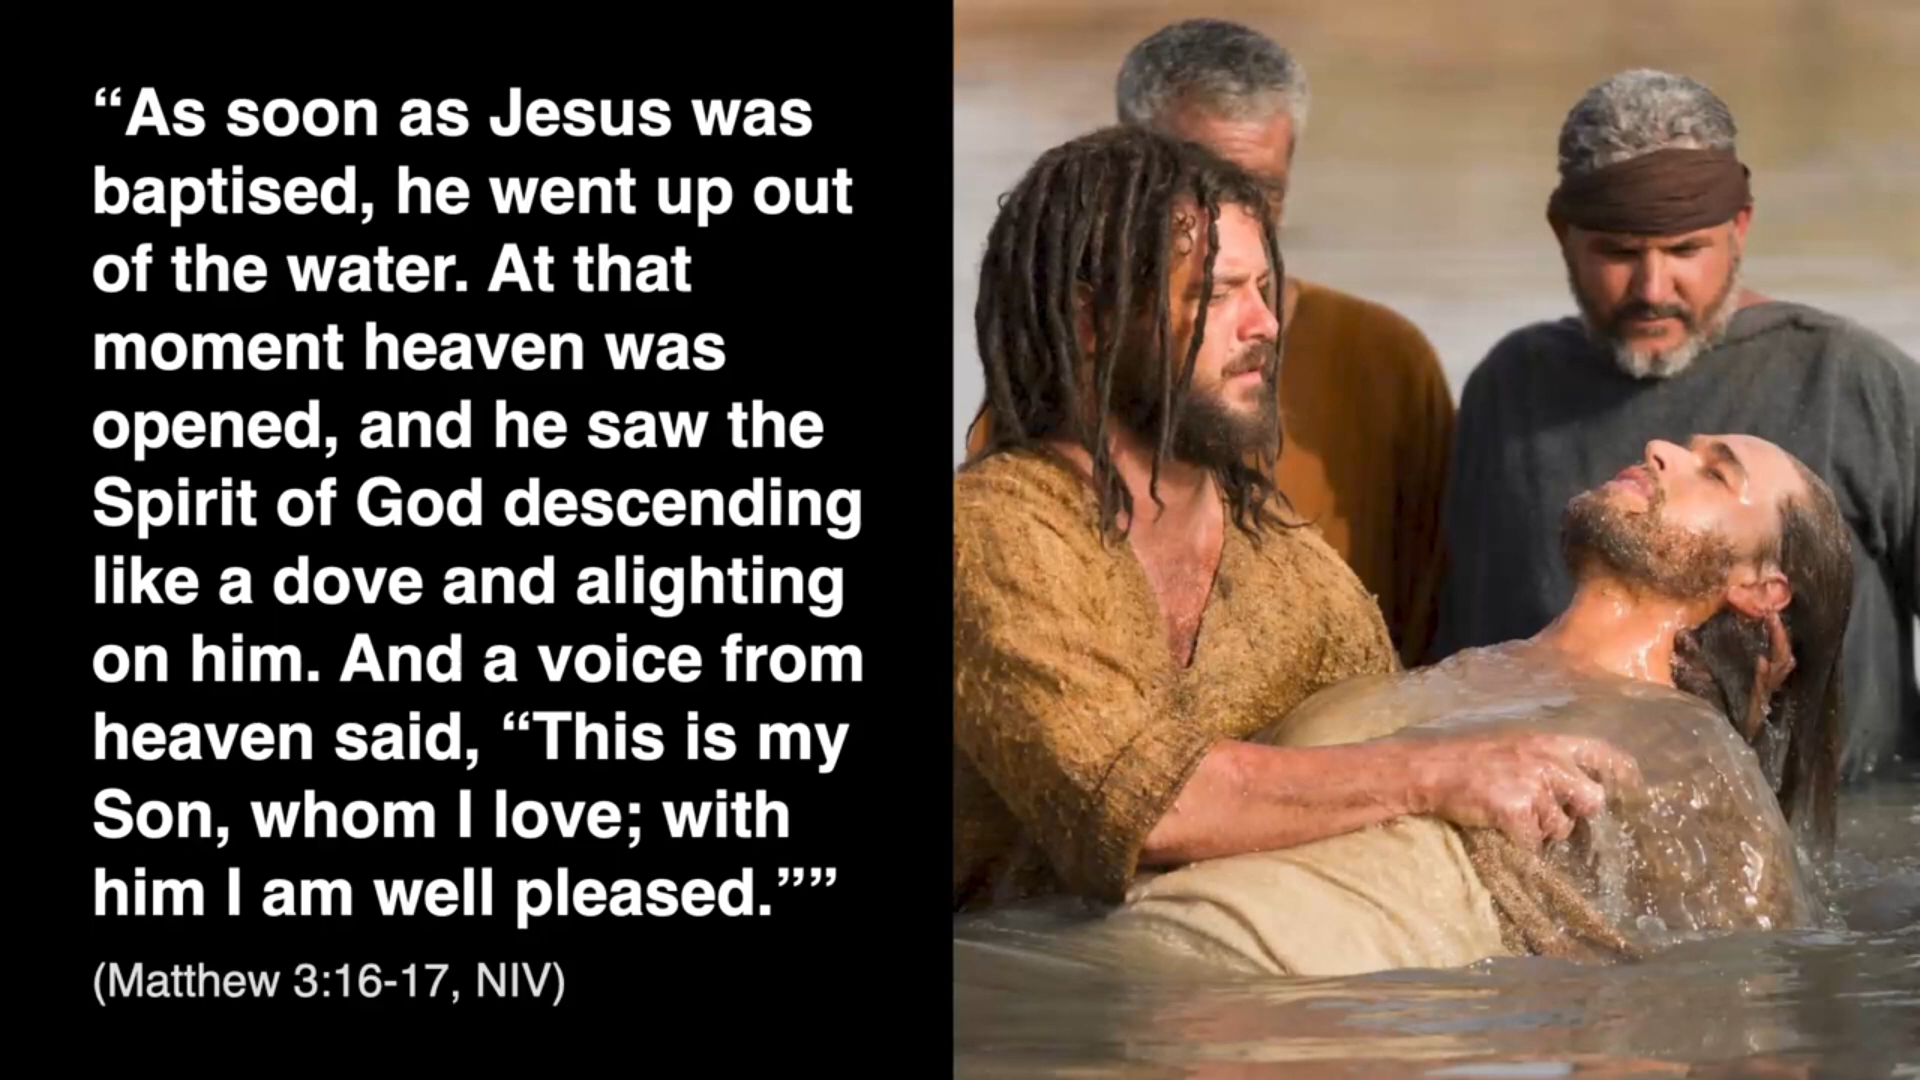 “As soon as Jesus was
baptised, he went up out
of the water. At that
moment heaven was
opened, and he saw the
Spirit of God descending
like a dove and alighting
on him. And a voice from
heaven said, “This is my
Son, whom I love; with
him I am well pleased.””
(Matthew 3:16-17, NIV)